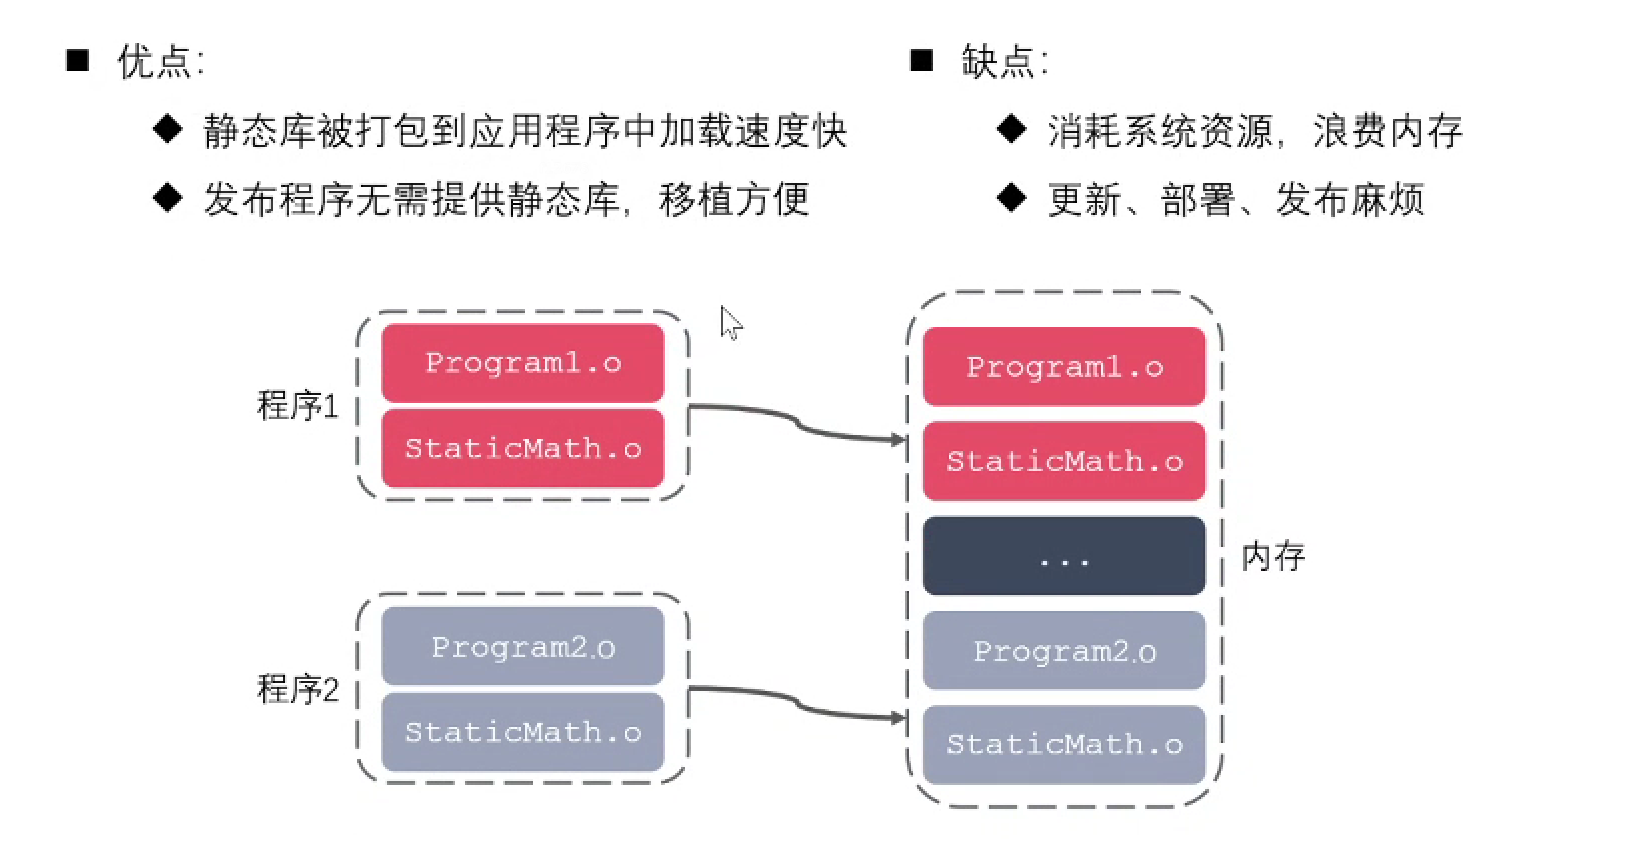 优点：
静态库被打包到应用程序中加载速度快
发布程序无需提供静态库，移植方便
缺点：
消耗系统资源，浪费内存
更新、部署、发布麻烦
程序1
Program1.o
StaticMath.o
程序2
Program2.o
StaticMath.o
Program1.o
StaticMath.o
...
Program2.o
StaticMath.o
内存